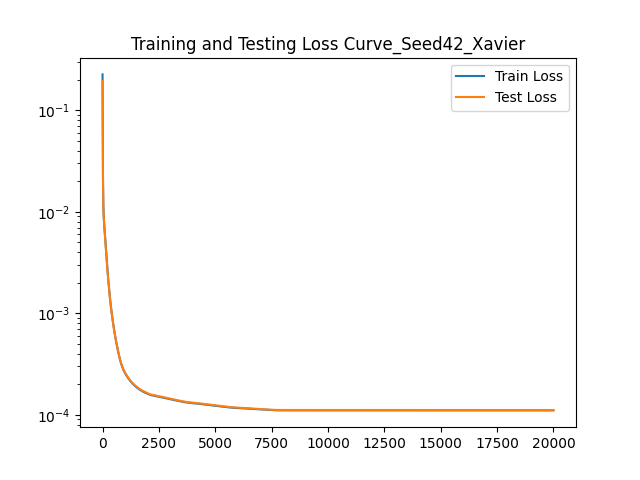 Training and Testing Loss Curve_Seed42_Xavier
Train Loss
Test Loss
10⁻¹
10⁻²
10⁻³
10⁻⁴
0 2500 5000 7500 10000 12500 15000 17500 20000